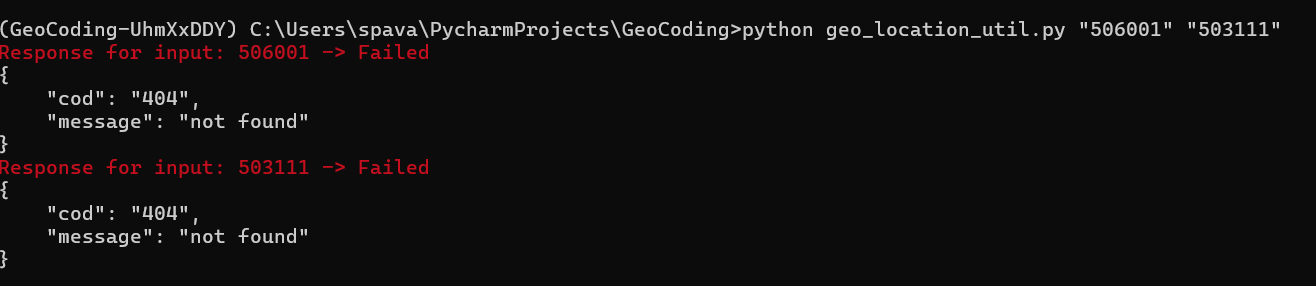 (GeoCoding-UhmXxDDY) C:\Users\spava\PycharmProjects\GeoCoding>python geo_location_util.py "506001" "503111"
Response for input: 506001 -> Failed
{
    "cod": "404",
    "message": "not found"
}
Response for input: 503111 -> Failed
{
    "cod": "404",
    "message": "not found"
}